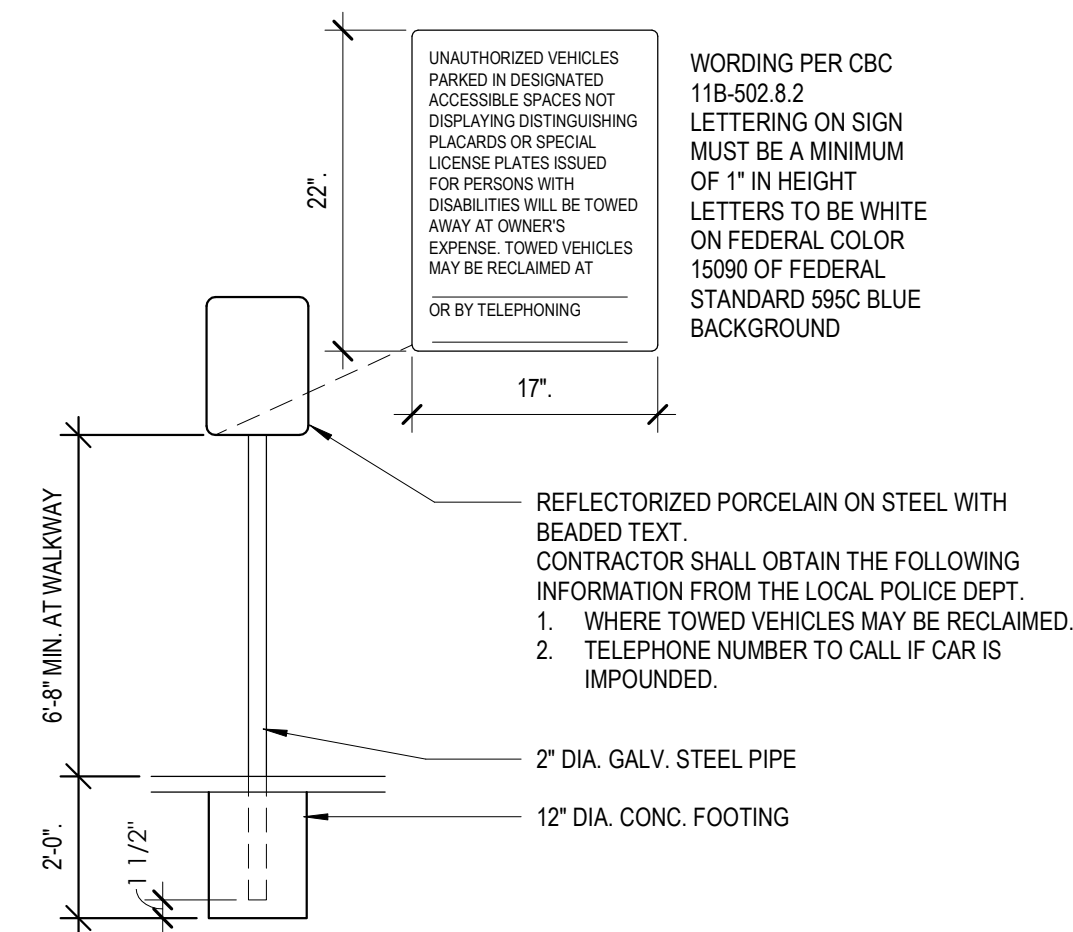 UNAUTHORIZED VEHICLES
PARKED IN DESIGNATED
ACCESSIBLE SPACES NOT
DISPLAYING DISTINGUISHING
PLACARDS OR SPECIAL
LICENSE PLATES ISSUED
FOR PERSONS WITH
DISABILITIES WILL BE TOWED
AWAY AT OWNER'S
EXPENSE. TOWED VEHICLES
MAY BE RECLAIMED AT
OR BY TELEPHONING
WORDING PER CBC
11B-502.8.2
LETTERING ON SIGN
MUST BE A MINIMUM
OF 1" IN HEIGHT
LETTERS TO BE WHITE
ON FEDERAL COLOR
15090 OF FEDERAL
STANDARD 595C BLUE
BACKGROUND
22".
17".
REFLECTORIZED PORCELAIN ON STEEL WITH
BEADED TEXT.
CONTRACTOR SHALL OBTAIN THE FOLLOWING
INFORMATION FROM THE LOCAL POLICE DEPT.
1. WHERE TOWED VEHICLES MAY BE RECLAIMED.
2. TELEPHONE NUMBER TO CALL IF CAR IS
IMPOUNDED.
6'-8" MIN. AT WALKWAY
2" DIA. GALV. STEEL PIPE
12" DIA. CONC. FOOTING
2'-0".
1 1/2"